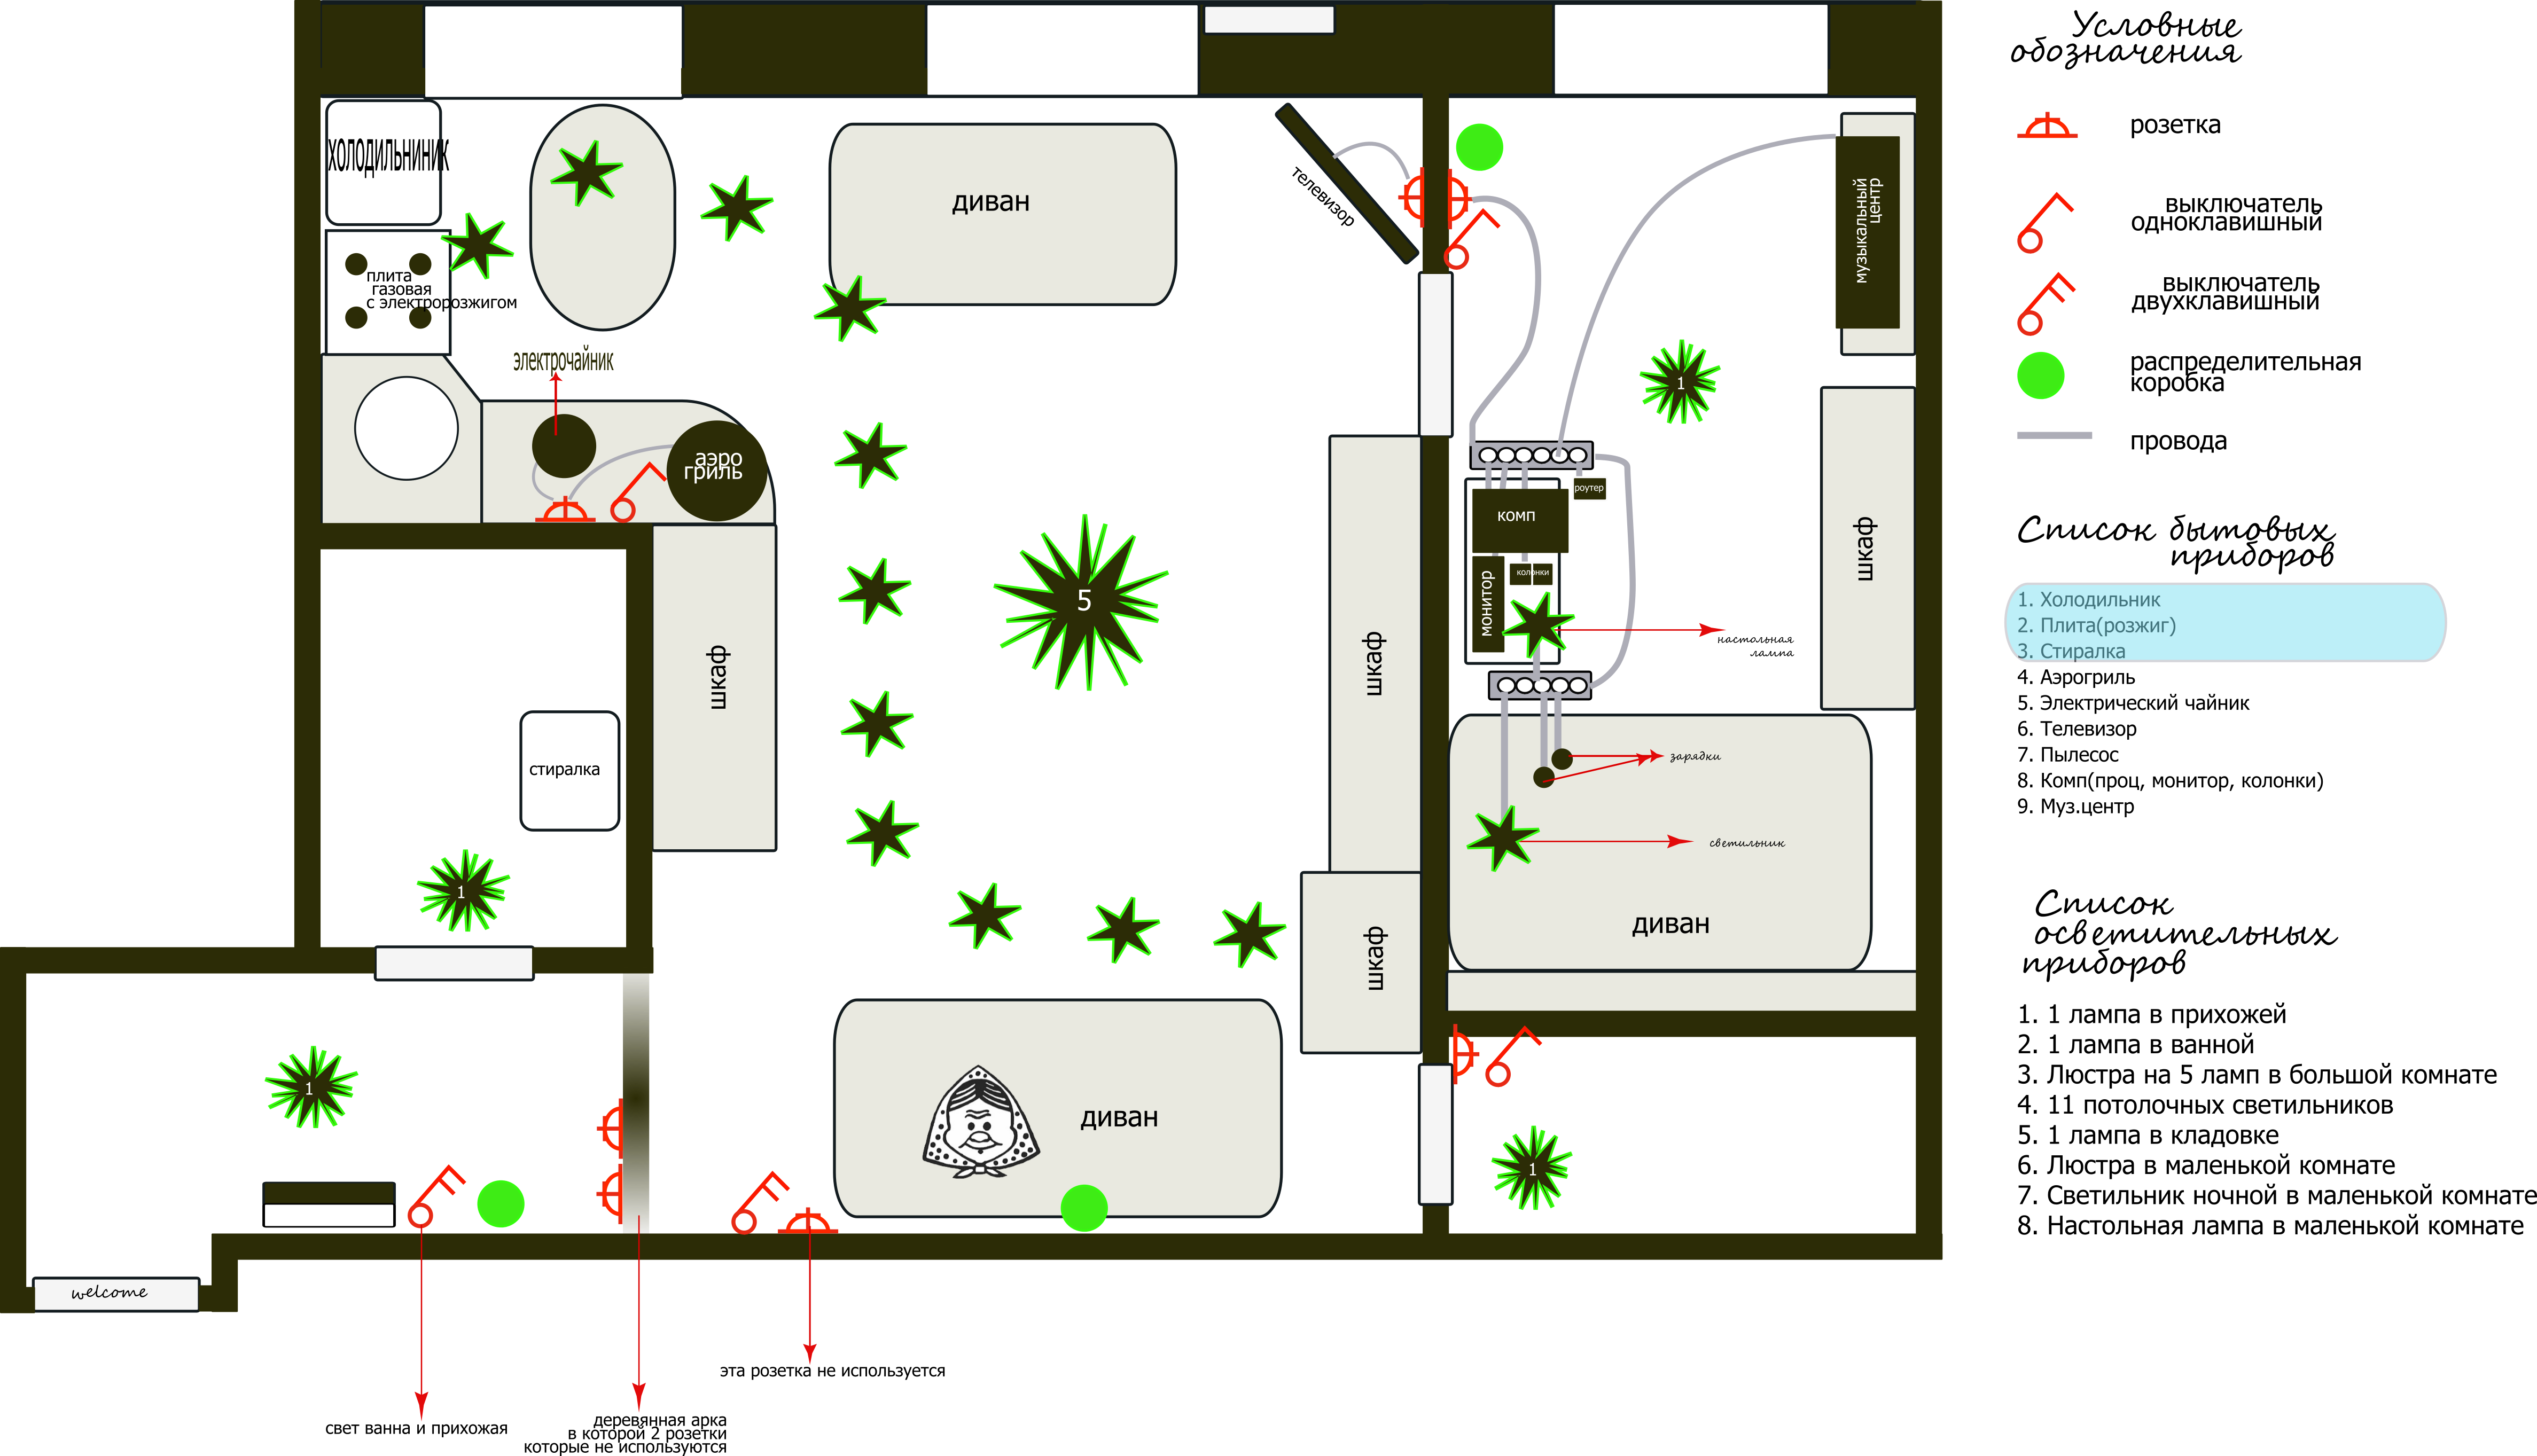 Условные
обозначения
розетка
выключатель
одноклавишный
выключатель
двухклавишный
распределительная
коробка
провода
Список бытовых
приборов
1. Холодильник
2. Плита(розжиг)
3. Стиралка
4. Аэрогриль
5. Электрический чайник
6. Телевизор
7. Пылесос
8. Комп(проц, монитор, колонки)
9. Муз.центр
Список
осветительных
приборов
1. 1 лампа в прихожей
2. 1 лампа в ванной
3. Люстра на 5 ламп в большой комнате
4. 11 потолочных светильников
5. 1 лампа в кладовке
6. Люстра в маленькой комнате
7. Светильник ночной в маленькой комнате
8. Настольная лампа в маленькой комнате
холодильниник
плита
газовая
с электророзжигом
электрочайник
аэро
гриль
диван
телевизор
музыкальный
центр
1
роутер
комп
колонки
монитор
настольная
лампа
шкаф
шкаф
шкаф
шкаф
5
стиралка
зарядки
светильник
диван
1
1
диван
1
welcome
эта розетка не используется
свет ванна и прихожая
деревянная арка
в которой 2 розетки
которые не используются